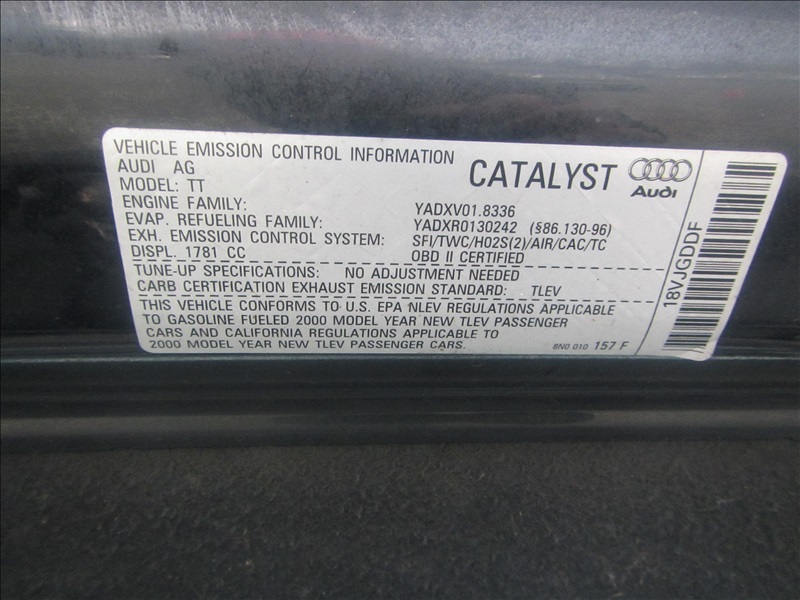 VEHICLE EMISSION CONTROL INFORMATION
AUDI AG
MODEL: TT
CATALYST
Audi
ENGINE FAMILY: YADXV01.8336
EVAP. REFUELING FAMILY: YADXR0130242 (§86.130-96)
EXH. EMISSION CONTROL SYSTEM: SFI/TWC/HO2S(2)/AIR/CAC/TC
DISPL. 1781 CC OBD II CERTIFIED
TUNE-UP SPECIFICATIONS: NO ADJUSTMENT NEEDED
CARB CERTIFICATION EXHAUST EMISSION STANDARD: TLEV
THIS VEHICLE CONFORMS TO U.S. EPA NLEV REGULATIONS APPLICABLE
TO GASOLINE FUELED 2000 MODEL YEAR NEW TLEV PASSENGER
CARS AND CALIFORNIA REGULATIONS APPLICABLE TO
2000 MODEL YEAR NEW TLEV PASSENGER CARS.
8N0 010 157 F
18VJGDDF